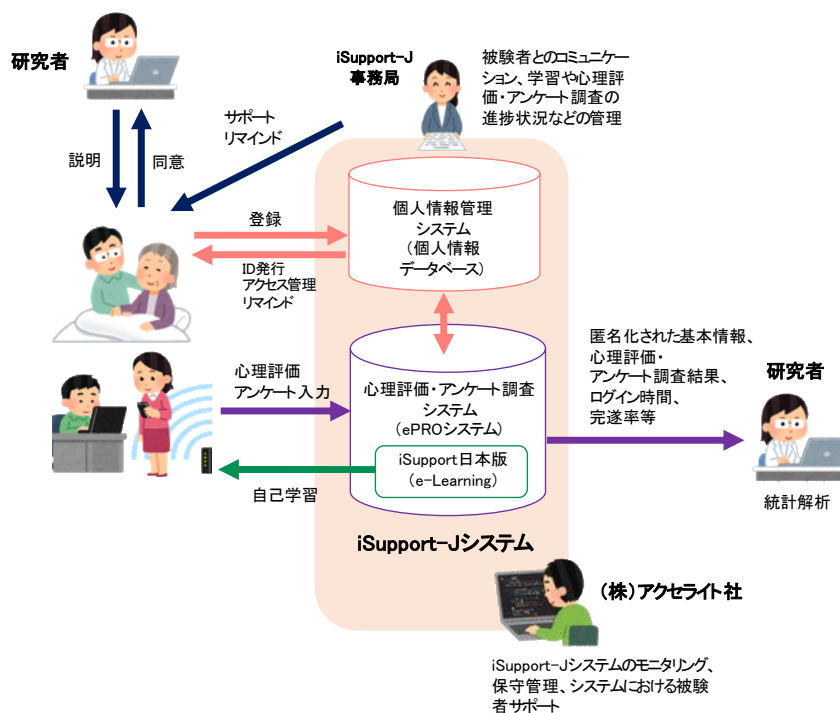 研究者
iSupport-J
事務局
被験者とのコミュニケー
ション、学習や心理評
価・アンケート調査の
進捗状況などの管理
サポート
リマインド
説明
同意
登録
ID発行
アクセス管理
リマインド
個人情報管理
システム
（個人情報
データベース）
心理評価
アンケート入力
心理評価・アンケート調査
システム
（ePROシステム）
iSupport日本版
（e-Learning）
自己学習
匿名化された基本情報、
心理評価・
アンケート調査結果、
ログイン時間、
完遂率等
研究者
統計解析
iSupport-Jシステム
（株）アクセライト社
iSupport-Jシステムのモニタリング、
保守管理、システムにおける被験
者サポート